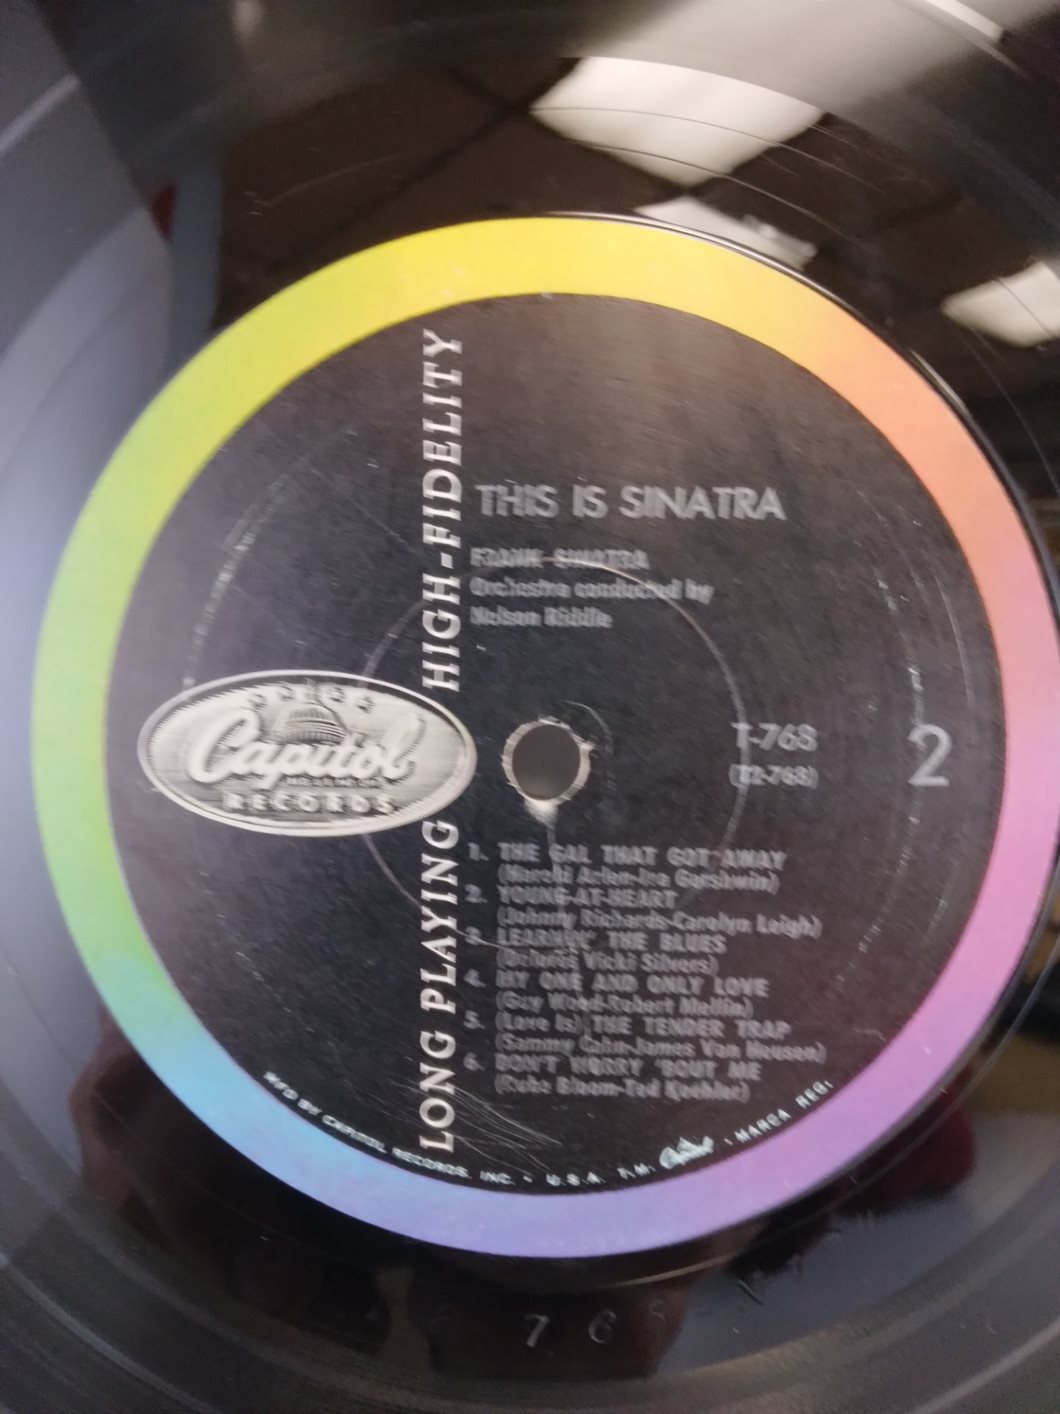 LONG PLAYING HIGH-FIDELITY
Capitol
RECORDS
THIS IS SINATRA
FRANK SINATRA
Orchestra conducted by
Nelson Riddle
T-768
2
1. THE GAL THAT GOT AWAY
(Harold Arlen-Ira Gershwin)
2. YOUNG-AT-HEART
(Johnny Richards-Carolyn Leigh)
3. LEARNIN' THE BLUES
(Dolores Vicki Silvers)
4. MY ONE AND ONLY LOVE
(Guy Wood-Robert Mellin)
5. (Love Is) THE TENDER TRAP
(Sammy Cahn-James Van Heusen)
6. DON'T WORRY 'BOUT ME
(Rube Bloom-Ted Koehler)
MF'D BY CAPITOL RECORDS, INC. • U.S.A. T.M. Capitol • MARCA REG.
7 6